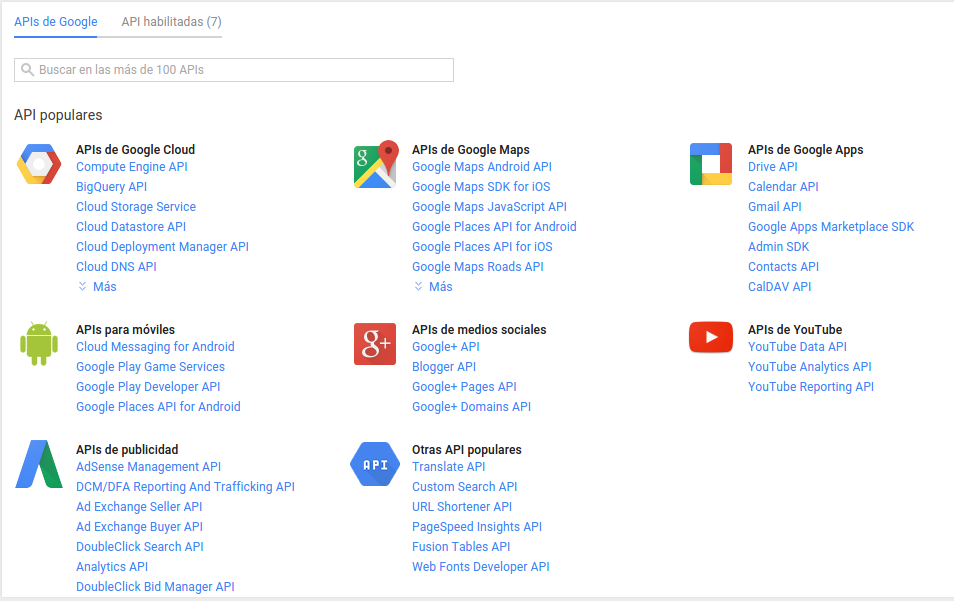 APIs de Google
API habilitadas (7)
Buscar en las más de 100 APIs
API populares
APIs de Google Cloud
Compute Engine API
BigQuery API
Cloud Storage Service
Cloud Datastore API
Cloud Deployment Manager API
Cloud DNS API
Más
g
APIs de Google Maps
Google Maps Android API
Google Maps SDK for iOS
Google Maps JavaScript API
Google Places API for Android
Google Places API for iOS
Google Maps Roads API
Más
APIs de Google Apps
Drive API
Calendar API
Gmail API
Google Apps Marketplace SDK
Admin SDK
Contacts API
CalDAV API
APIs para móviles
Cloud Messaging for Android
Google Play Game Services
Google Play Developer API
Google Places API for Android
g+
APIs de medios sociales
Google+ API
Blogger API
Google+ Pages API
Google+ Domains API
APIs de YouTube
YouTube Data API
YouTube Analytics API
YouTube Reporting API
APIs de publicidad
AdSense Management API
DCM/DFA Reporting And Trafficking API
Ad Exchange Seller API
Ad Exchange Buyer API
DoubleClick Search API
Analytics API
DoubleClick Bid Manager API
API
Otras API populares
Translate API
Custom Search API
URL Shortener API
PageSpeed Insights API
Fusion Tables API
Web Fonts Developer API